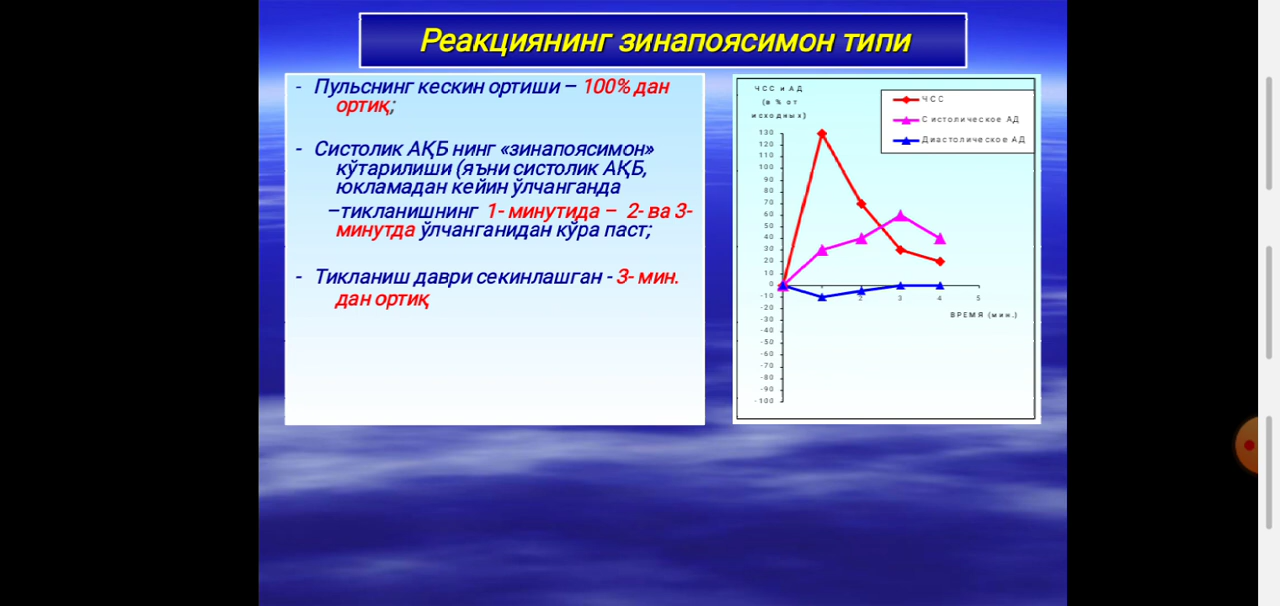 Реакциянинг зинапоясимон типи
- Пульснинг кескин ортиши – 100% дан
ортиқ;
- Систолик АҚБ нинг «зинапоясимон»
кўтарилиши (яъни систолик АҚБ,
юкламадан кейин ўлчанганда
–тикланишнинг 1- минутида – 2- ва 3-
минутда ўлчанганидан кўра паст;
- Тикланиш даври секинлашган - 3- мин.
дан ортиқ
ЧСС и АД
(в % от
исходных)
ЧСС
Систолическое АД
Диастолическое АД
130
120
110
100
90
80
70
60
50
40
30
20
10
0
-10
-20
-30
-40
-50
-60
-70
-80
-90
-100
2
3
4
5
ВРЕМЯ (мин.)